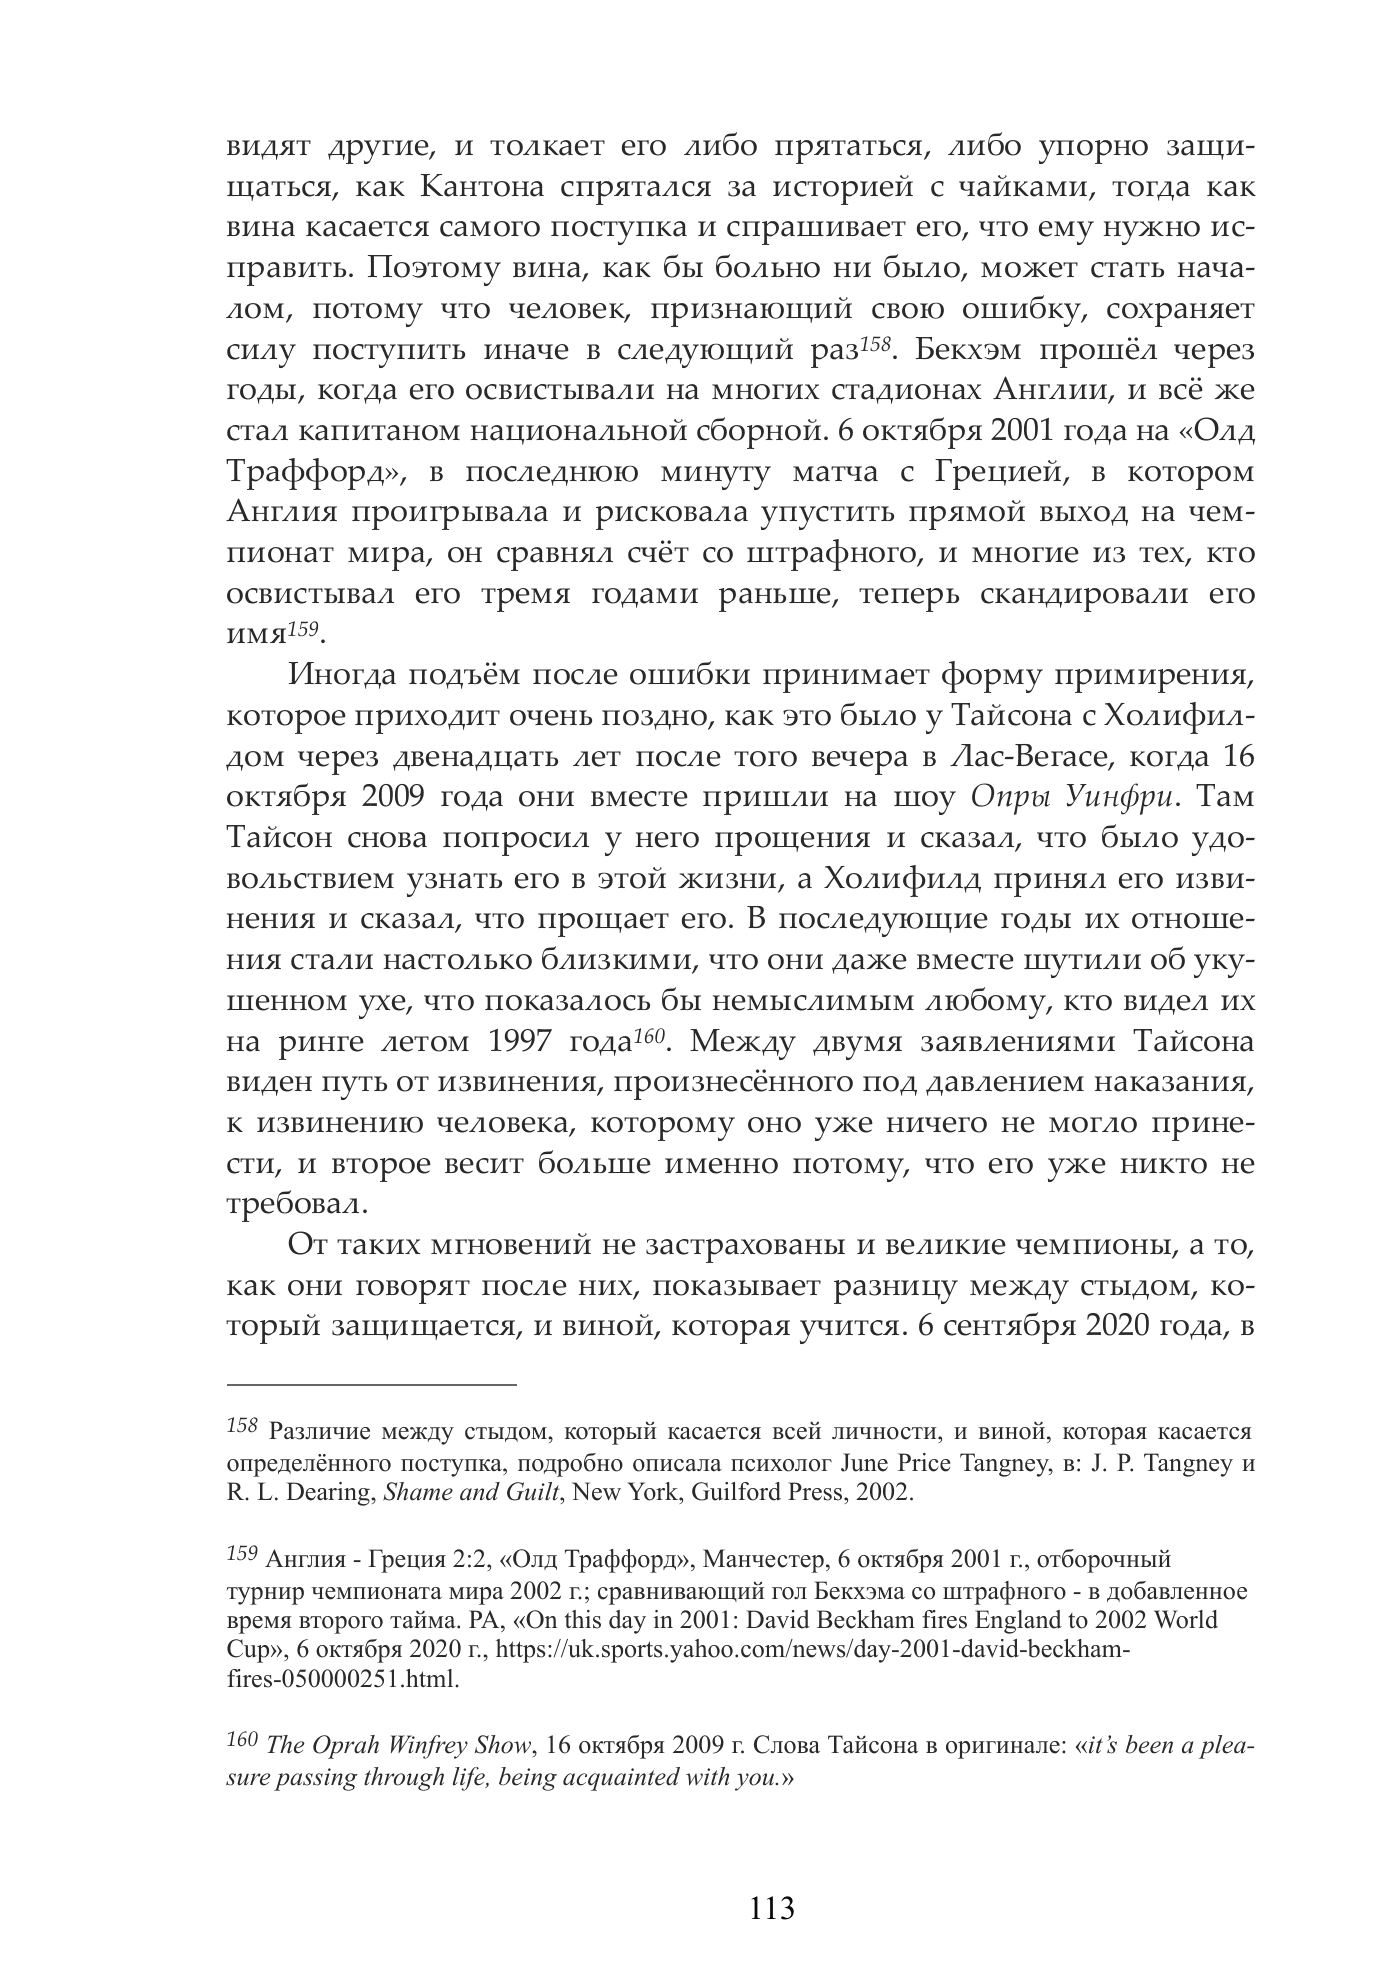 видят другие, и толкает его либо прятаться, либо упорно защи-
щаться, как Кантона спрятался за историей с чайками, тогда как
вина касается самого поступка и спрашивает его, что ему нужно ис-
править. Поэтому вина, как бы больно ни было, может стать нача-
лом, потому что человек, признающий свою ошибку, сохраняет
силу поступить иначе в следующий раз158. Бекхэм прошёл через
годы, когда его освистывали на многих стадионах Англии, и всё же
стал капитаном национальной сборной. 6 октября 2001 года на «Олд
Траффорд», в последнюю минуту матча с Грецией, в котором
Англия проигрывала и рисковала упустить прямой выход на чем-
пионат мира, он сравнял счёт со штрафного, и многие из тех, кто
освистывал его тремя годами раньше, теперь скандировали его
имя159.
Иногда подъём после ошибки принимает форму примирения,
которое приходит очень поздно, как это было у Тайсона с Холифил-
дом через двенадцать лет после того вечера в Лас-Вегасе, когда 16
октября 2009 года они вместе пришли на шоу Опры Уинфри. Там
Тайсон снова попросил у него прощения и сказал, что было удо-
вольствием узнать его в этой жизни, а Холифилд принял его изви-
нения и сказал, что прощает его. В последующие годы их отноше-
ния стали настолько близкими, что они даже вместе шутили об уку-
шенном ухе, что показалось бы немыслимым любому, кто видел их
на ринге летом 1997 года160. Между двумя заявлениями Тайсона
виден путь от извинения, произнесённого под давлением наказания,
к извинению человека, которому оно уже ничего не могло прине-
сти, и второе весит больше именно потому, что его уже никто не
требовал.
От таких мгновений не застрахованы и великие чемпионы, а то,
как они говорят после них, показывает разницу между стыдом, ко-
торый защищается, и виной, которая учится. 6 сентября 2020 года, в
158 Различие между стыдом, который касается всей личности, и виной, которая касается
определённого поступка, подробно описала психолог June Price Tangney, в: J. P. Tangney и
R. L. Dearing, Shame and Guilt, New York, Guilford Press, 2002.
159 Англия - Греция 2:2, «Олд Траффорд», Манчестер, 6 октября 2001 г., отборочный
турнир чемпионата мира 2002 г.; сравнивающий гол Бекхэма со штрафного - в добавленное
время второго тайма. PA, «On this day in 2001: David Beckham fires England to 2002 World
Cup», 6 октября 2020 г., https://uk.sports.yahoo.com/news/day-2001-david-beckham-
fires-050000251.html.
160 The Oprah Winfrey Show, 16 октября 2009 г. Слова Тайсона в оригинале: «it’s been a plea-
sure passing through life, being acquainted with you.»
113